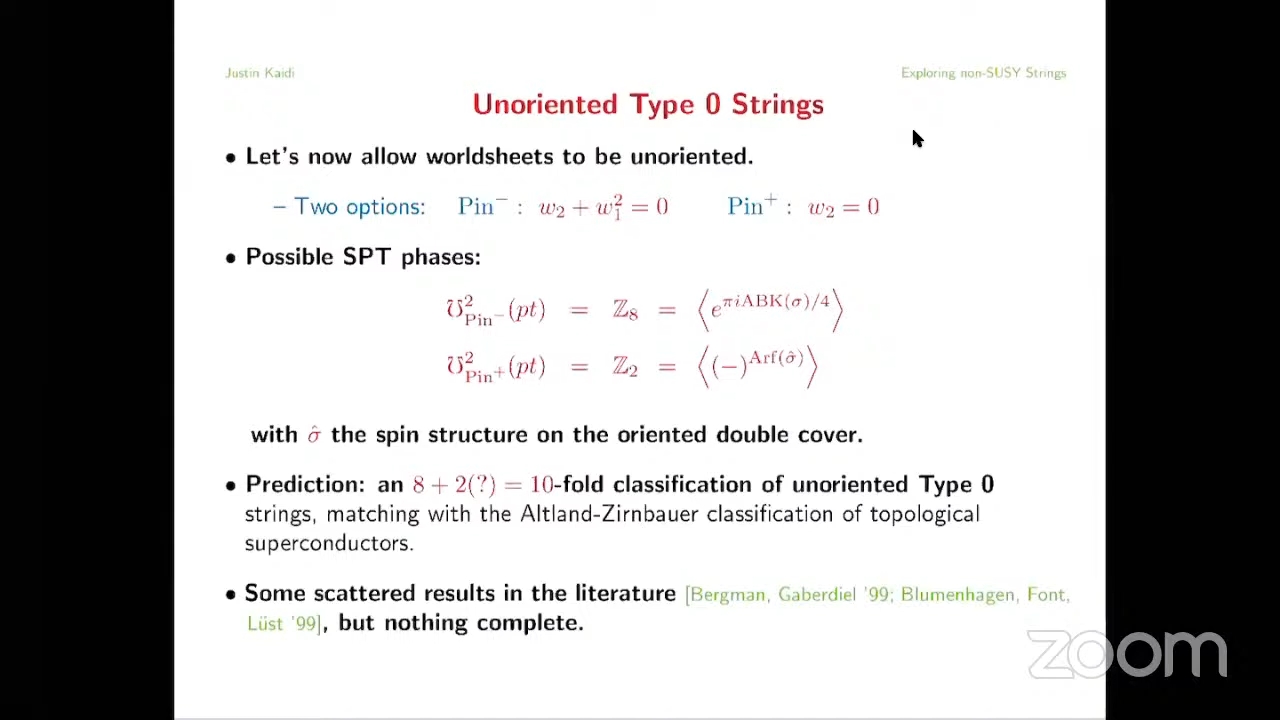 Justin Kaidi
Exploring non-SUSY Strings
Unoriented Type 0 Strings
• Let's now allow worldsheets to be unoriented.
– Two options: Pin⁻ : w₂ + w₁² = 0 Pin⁺ : w₂ = 0
• Possible SPT phases:
℧²_{Pin⁻}(pt) = ℤ₈ = ⟨e^{πiABK(σ)/4}⟩
℧²_{Pin⁺}(pt) = ℤ₂ = ⟨(−)^{Arf(σ̂)}⟩
with σ̂ the spin structure on the oriented double cover.
• Prediction: an 8 + 2(?) = 10-fold classification of unoriented Type 0
strings, matching with the Altland-Zirnbauer classification of topological
superconductors.
• Some scattered results in the literature [Bergman, Gaberdiel '99; Blumenhagen, Font,
Lüst '99], but nothing complete.
zoom